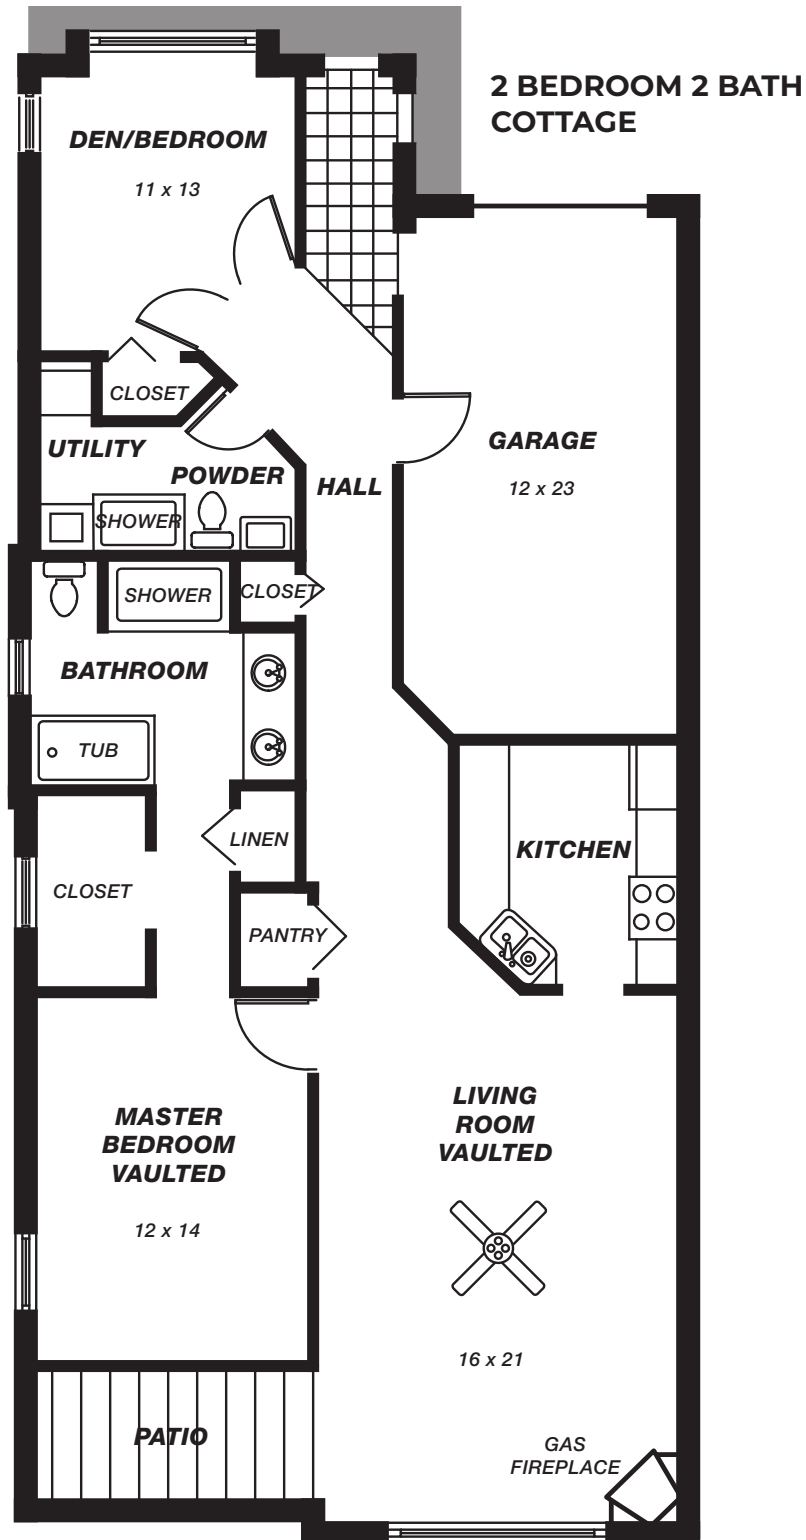 2 BEDROOM 2 BATH
COTTAGE
DEN/BEDROOM
11 x 13
CLOSET
UTILITY
POWDER
SHOWER
HALL
GARAGE
12 x 23
SHOWER
CLOSET
BATHROOM
TUB
LINEN
CLOSET
PANTRY
KITCHEN
MASTER
BEDROOM
VAULTED
12 x 14
LIVING
ROOM
VAULTED
16 x 21
PATIO
GAS
FIREPLACE